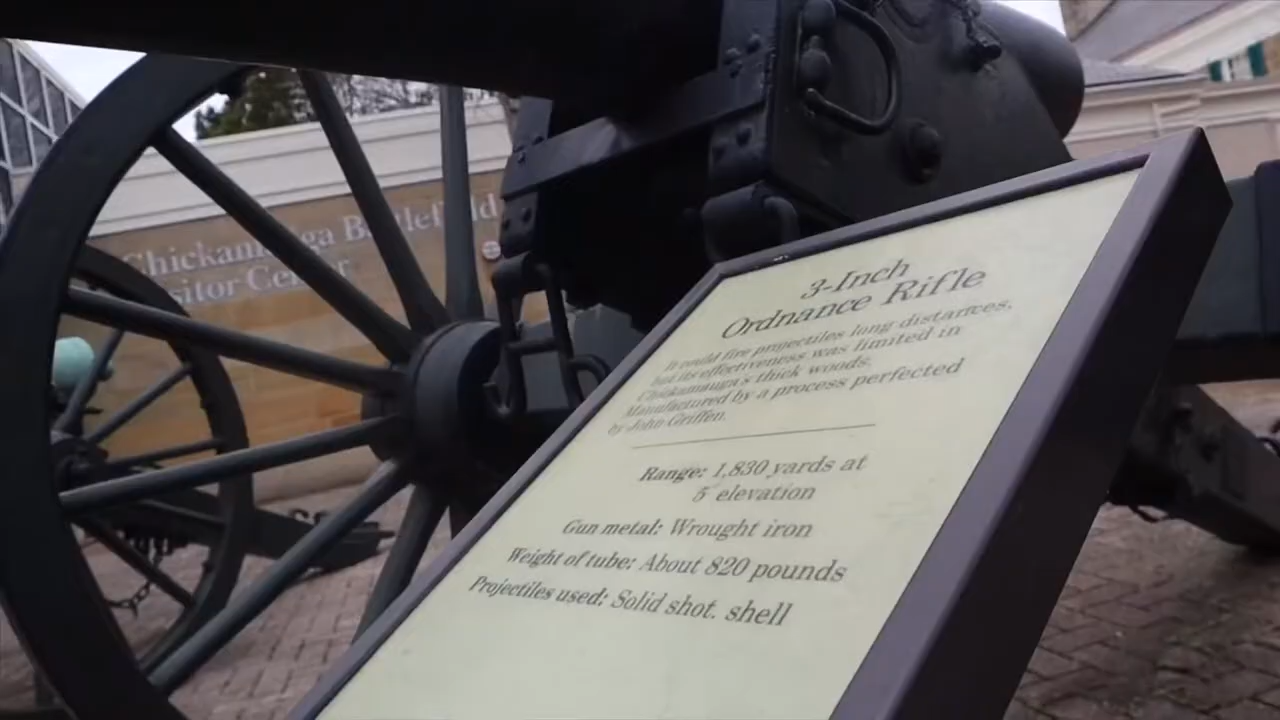 Chickamauga Battlefield
Visitor Center
3-Inch
Ordnance Rifle
It could fire projectiles long distances,
but its effectiveness was limited in
Chickamauga's thick woods.
Manufactured by a process perfected
by John Griffen.
Range: 1,830 yards at
5° elevation
Gun metal: Wrought iron
Weight of tube: About 820 pounds
Projectiles used: Solid shot, shell